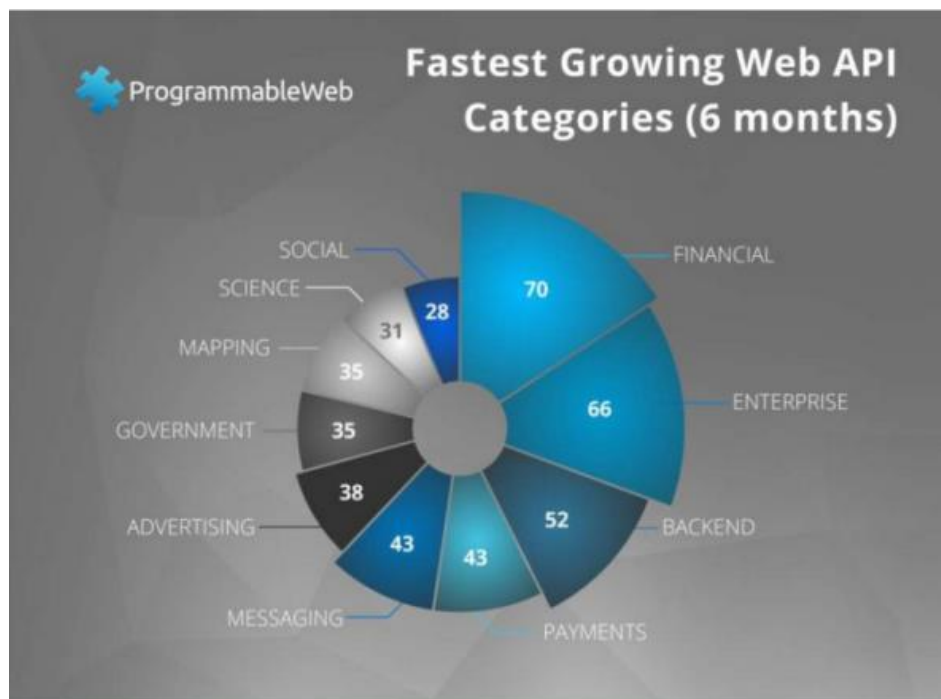 ProgrammableWeb
Fastest Growing Web API
Categories (6 months)
SOCIAL
28
FINANCIAL
70
SCIENCE
31
MAPPING
35
ENTERPRISE
66
GOVERNMENT
35
ADVERTISING
38
BACKEND
52
MESSAGING
43
PAYMENTS
43